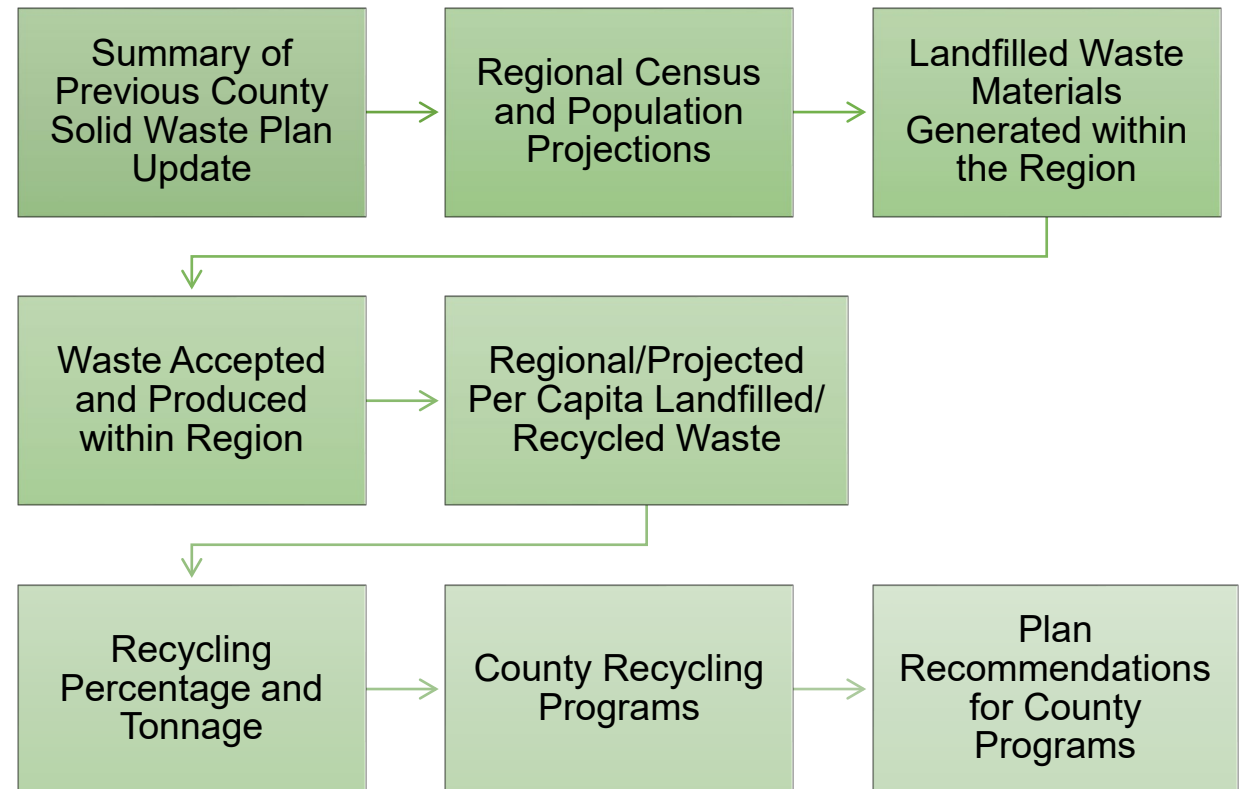 Summary of
Previous County
Solid Waste Plan
Update
Regional Census
and Population
Projections
Landfilled Waste
Materials
Generated within
the Region
Waste Accepted
and Produced
within Region
Regional/Projected
Per Capita Landfilled/
Recycled Waste
Recycling
Percentage and
Tonnage
County Recycling
Programs
Plan
Recommendations
for County
Programs